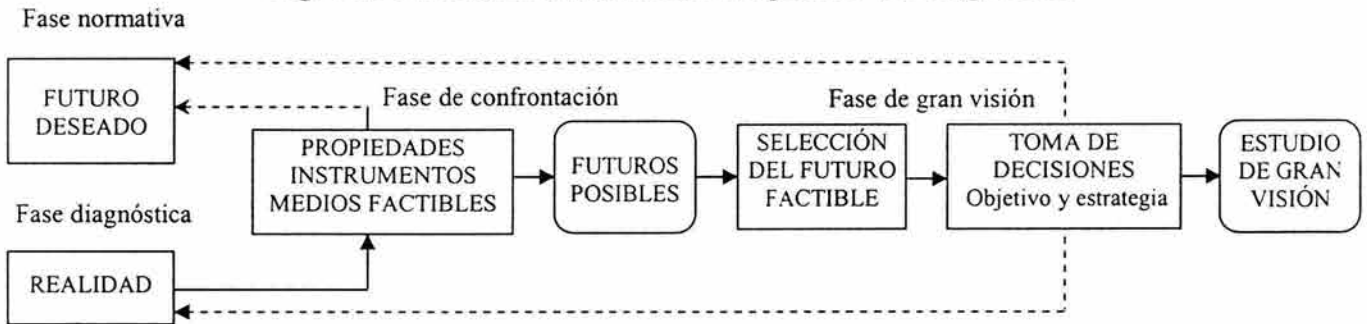 Fase normativa
FUTURO
DESEADO
Fase de confrontación
PROPIEDADES
INSTRUMENTOS
MEDIOS FACTIBLES
FUTUROS
POSIBLES
Fase de gran visión
SELECCIÓN
DEL FUTURO
FACTIBLE
TOMA DE
DECISIONES
Objetivo y estrategia
ESTUDIO
DE GRAN
VISIÓN
Fase diagnóstica
REALIDAD